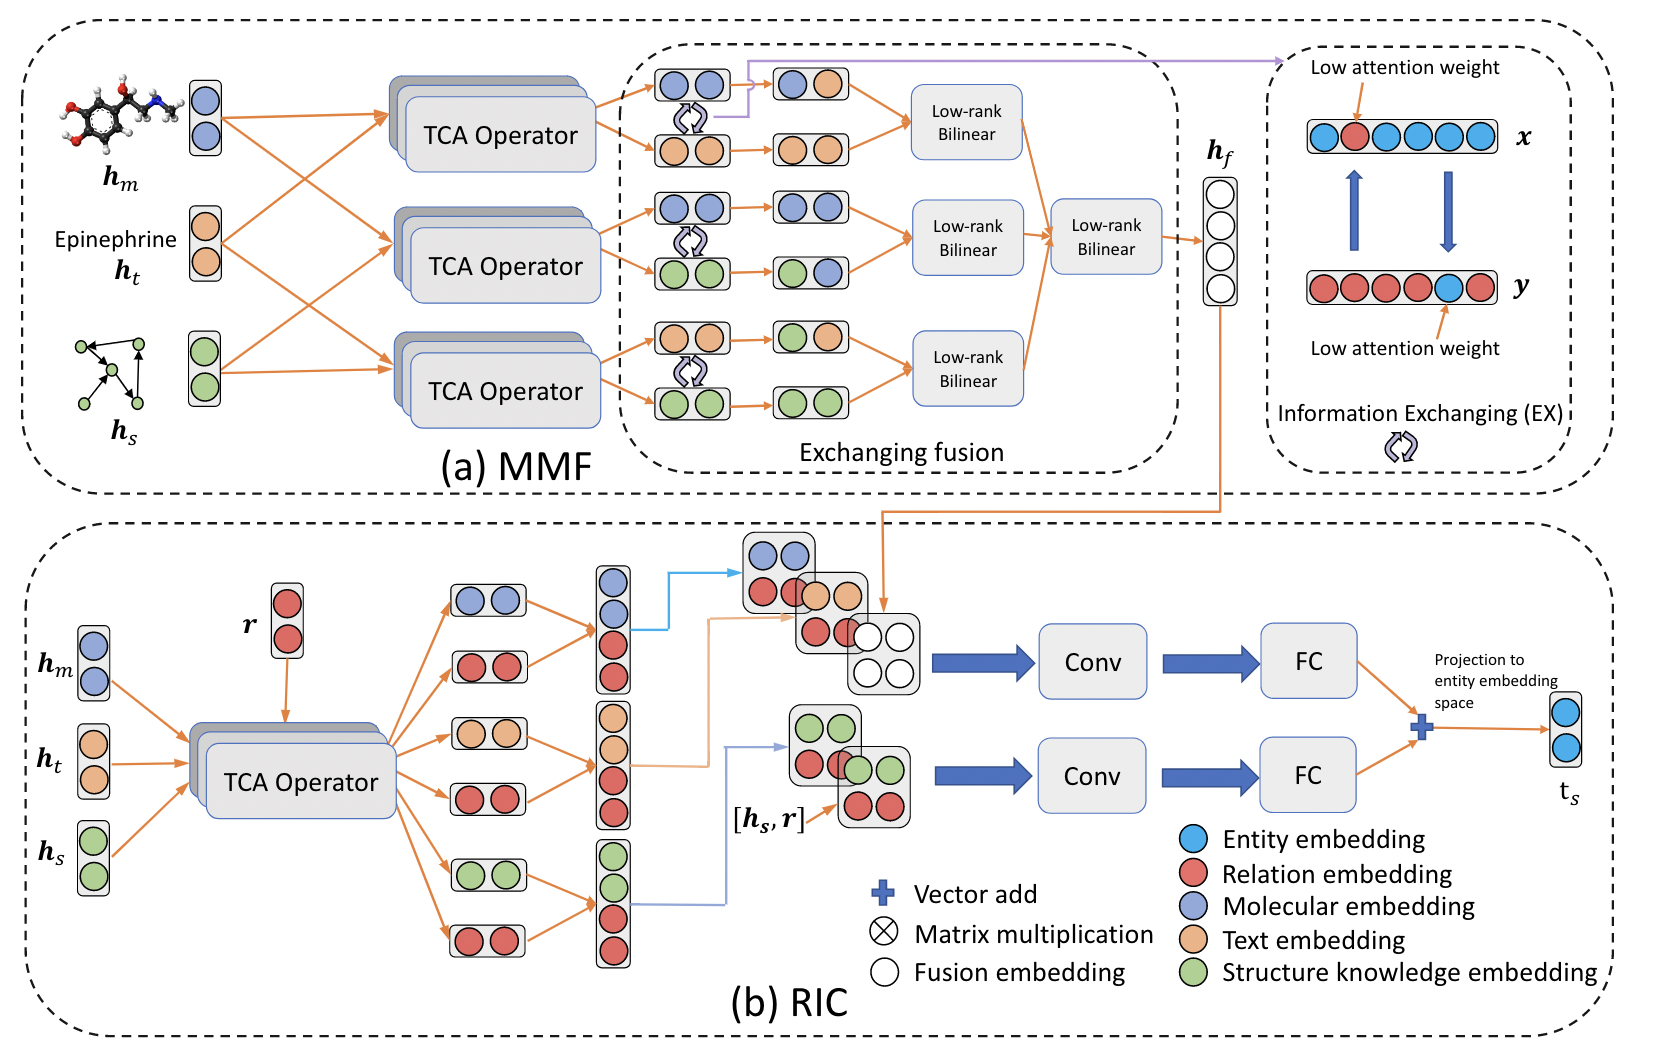 h_m
Epinephrine
h_t
h_s
TCA Operator
TCA Operator
TCA Operator
Low-rank
Bilinear
Low-rank
Bilinear
Low-rank
Bilinear
Low-rank
Bilinear
Exchanging fusion
(a) MMF
h_f
Low attention weight
x
y
Low attention weight
Information Exchanging (EX)
r
h_m
h_t
h_s
TCA Operator
[h_s, r]
Conv
FC
Conv
FC
Projection to
entity embedding
space
t_s
Vector add
Matrix multiplication
Fusion embedding
Entity embedding
Relation embedding
Molecular embedding
Text embedding
Structure knowledge embedding
(b) RIC